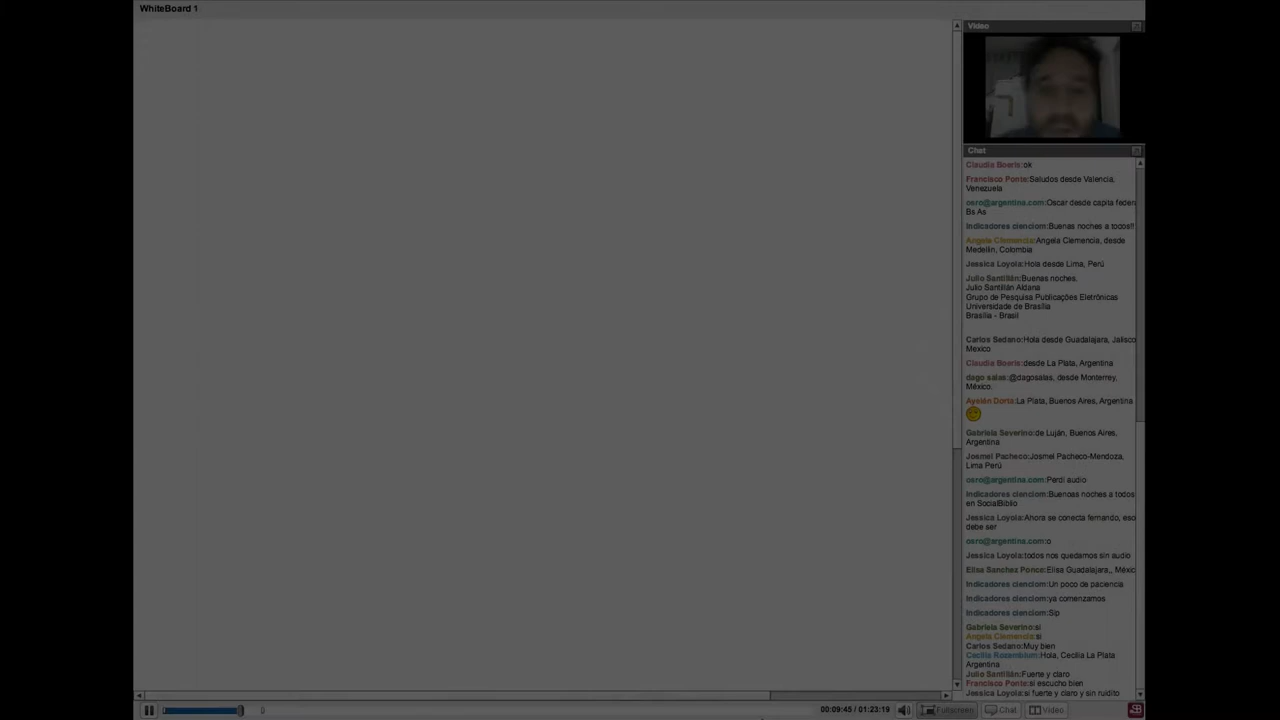 WhiteBoard 1
Video
Chat
Claudia Boeris:ok
Francisco Ponte:Saludos desde Valencia,
Venezuela
osro@argentina.com:Oscar desde capita feder
Bs As
Indicadores cienciom:Buenas noches a todos!!
Angela Clemencia:Angela Clemencia, desde
Medellin, Colombia
Jessica Loyola:Hola desde Lima, Perú
Julio Santillán:Buenas noches.
Julio Santillán Aldana
Grupo de Pesquisa Publicações Eletrônicas
Universidade de Brasília
Brasília - Brasil
Carlos Sedano:Hola desde Guadalajara, Jalisco
Mexico
Claudia Boeris:desde La Plata, Argentina
dago salas:@dagosalas, desde Monterrey,
México.
Ayelén Dorta:La Plata, Buenos Aires, Argentina
Gabriela Severino:de Luján, Buenos Aires,
Argentina
Josmel Pacheco:Josmel Pacheco-Mendoza,
Lima Perú
osro@argentina.com:Perdi audio
Indicadores cienciom:Buenoas noches a todos
en SocialBiblio
Jessica Loyola:Ahora se conecta fernando, eso
debe ser
osro@argentina.com:o
Jessica Loyola:todos nos quedamos sin audio
Elisa Sanchez Ponce:Elisa Guadalajara,, Méxic
Indicadores cienciom:Un poco de paciencia
Indicadores cienciom:ya comenzamos
Indicadores cienciom:Sip
Gabriela Severino:si
Angela Clemencia:si
Carlos Sedano:Muy bien
Cecilia Rozemblum:Hola, Cecilia La Plata
Argentina
Julio Santillán:Fuerte y claro
Francisco Ponte:si escucho bien
Jessica Loyola:si fuerte y claro y sin ruidito
00:09:45 / 01:23:19
Fullscreen
Chat
Video